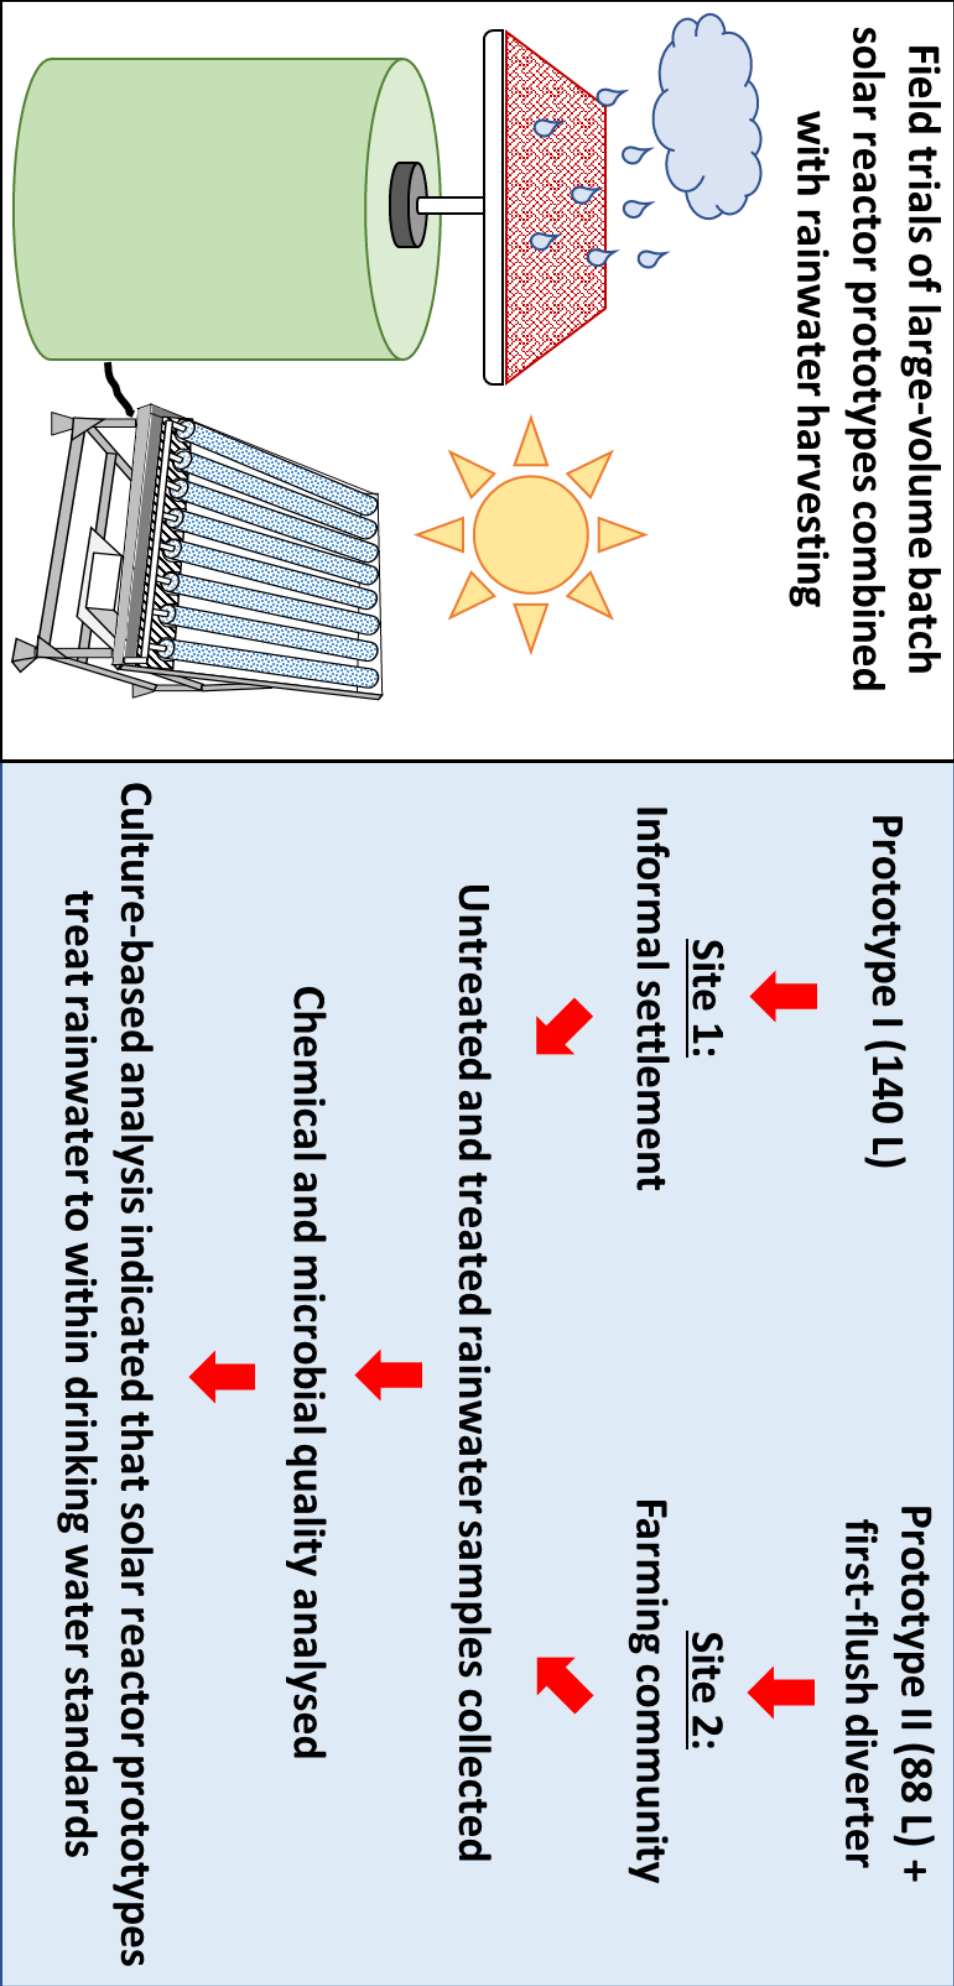 Field trials of large-volume batch
solar reactor prototypes combined
with rainwater harvesting
Prototype I (140 L)
Site 1:
Informal settlement
Prototype II (88 L) +
first-flush diverter
Site 2:
Farming community
Untreated and treated rainwater samples collected
Chemical and microbial quality analysed
Culture-based analysis indicated that solar reactor prototypes
treat rainwater to within drinking water standards